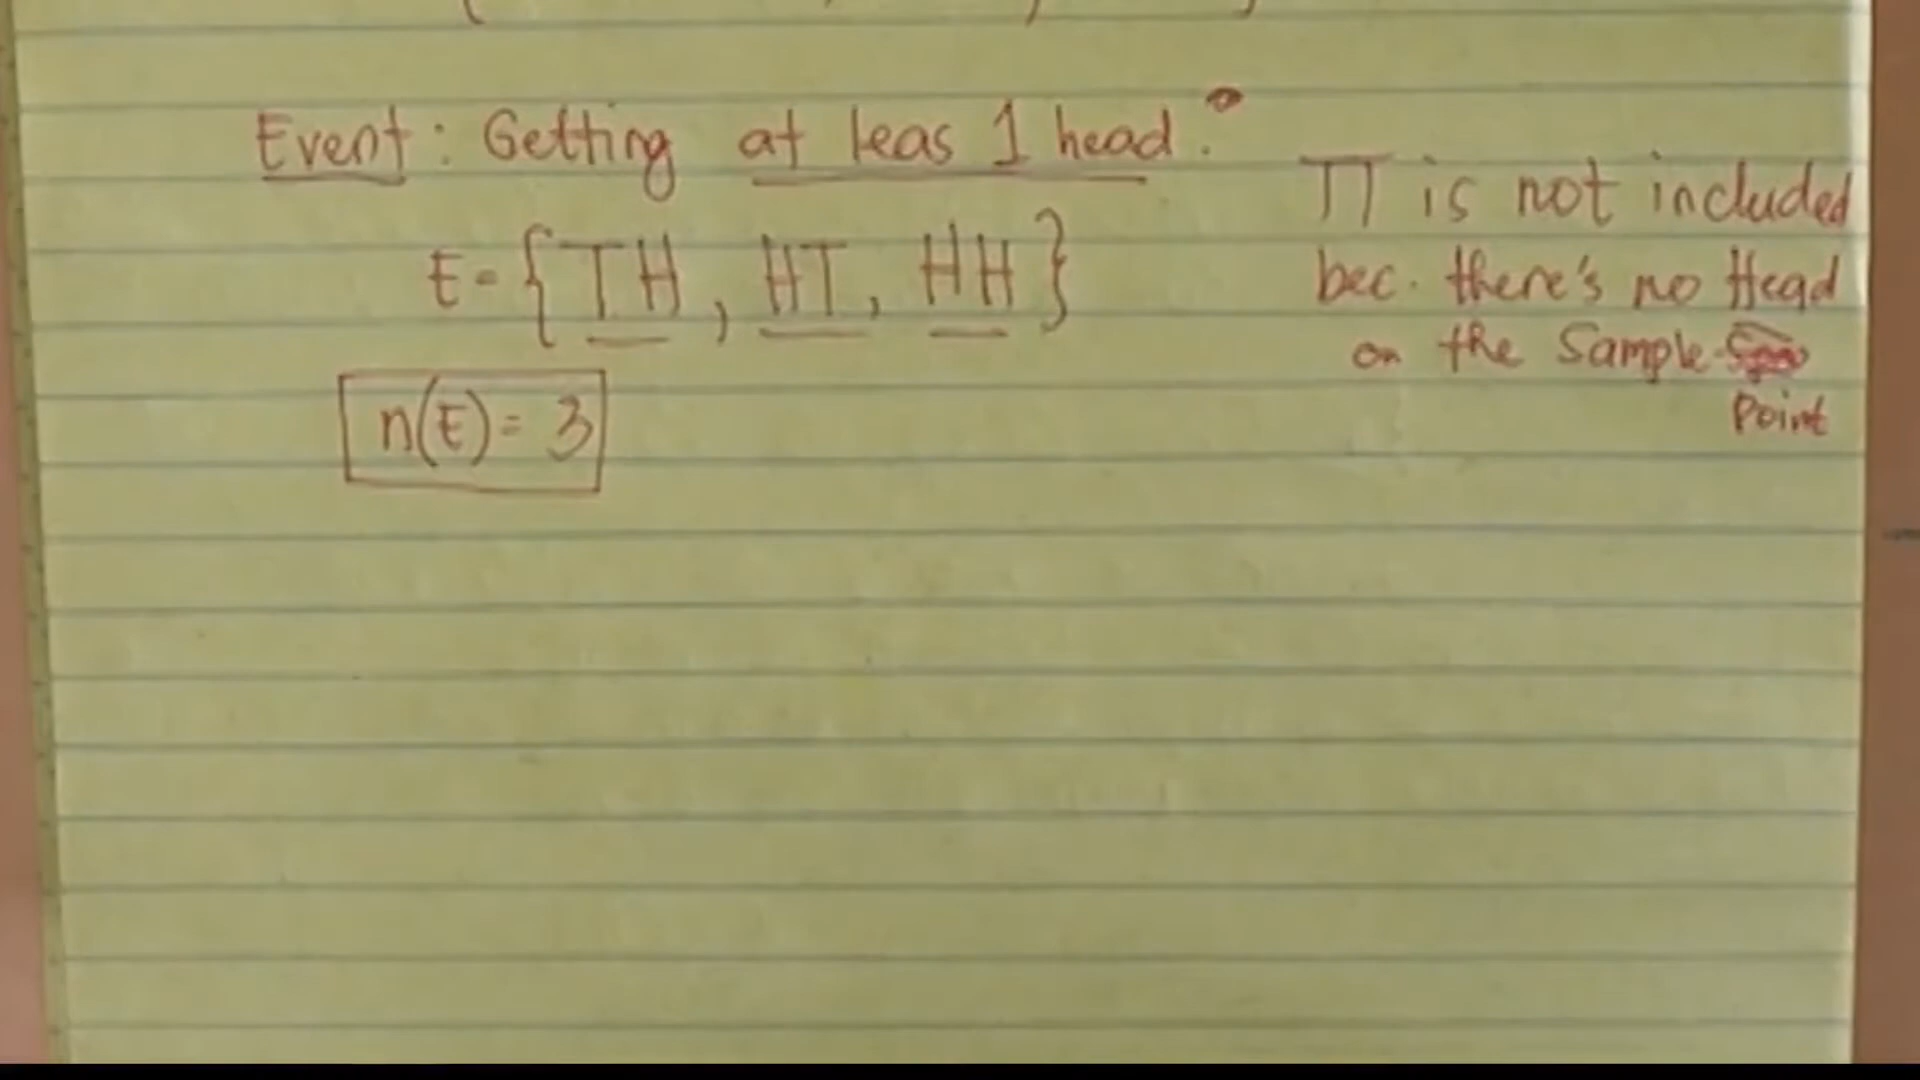 Event: Getting at leas 1 head.
E = {TH, HT, HH}
n(E) = 3
TT is not included
bec. there's no Head
on the Sample
Point